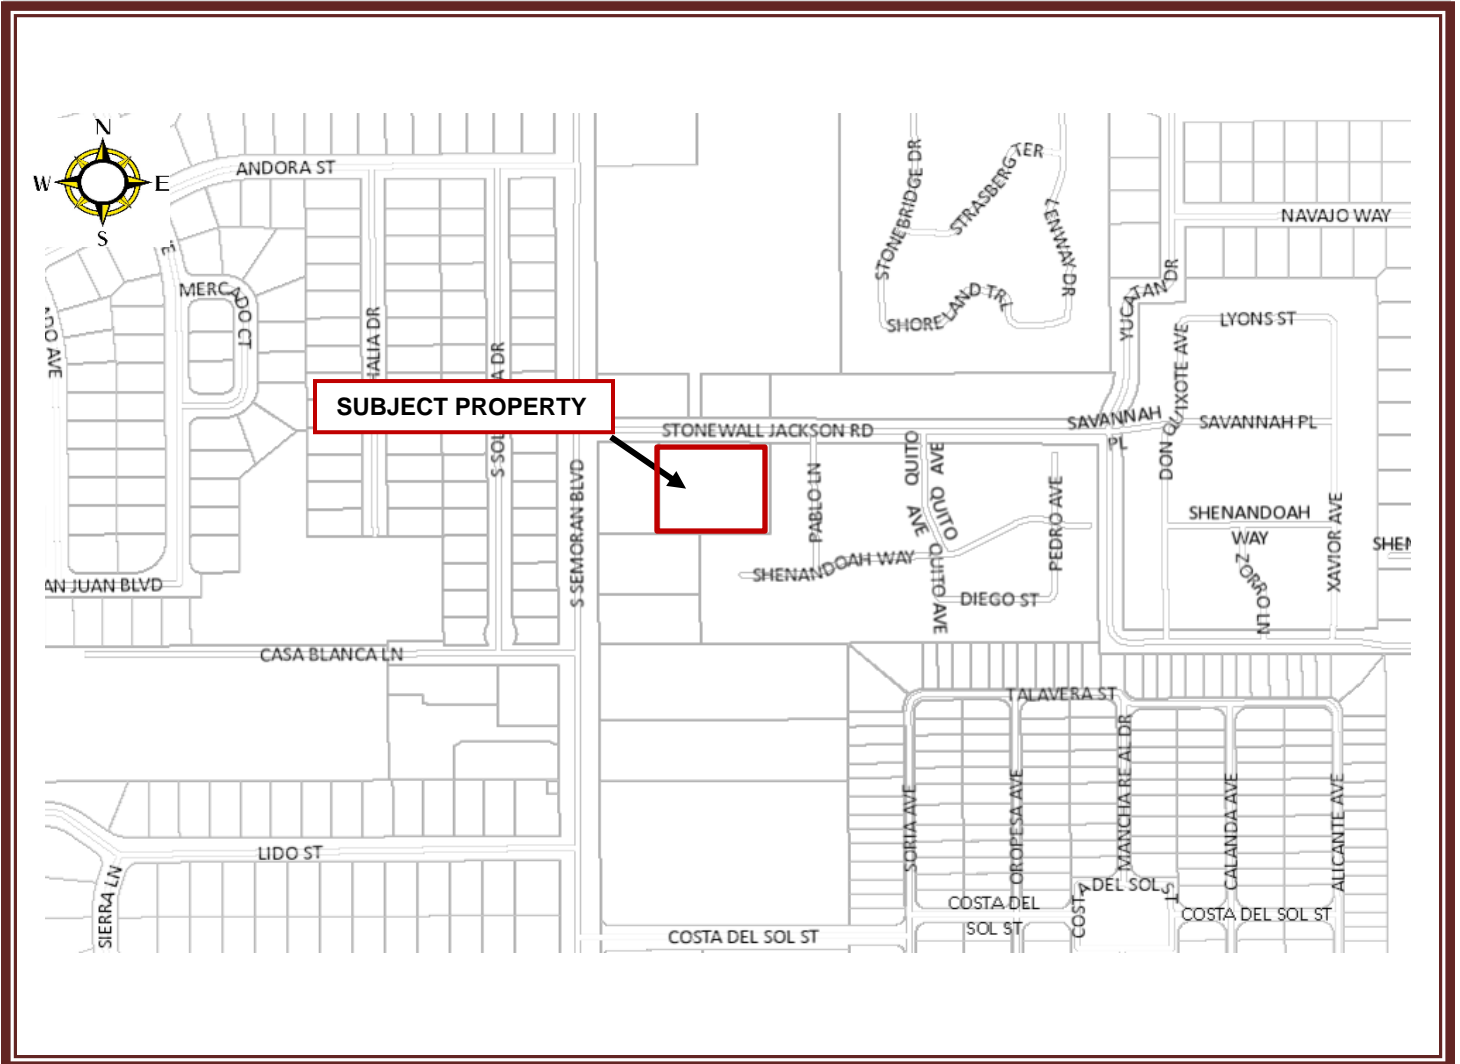 N
W
E
S
ANDORA ST
STONEBRIDGE DR
STRASBERG TER
LENWAY DR
SHORELAND TRL
NAVAJO WAY
YUCATAN DR
MERCADO CT
LYONS ST
DON QUIXOTE AVE
SAVANNAH
PL
SAVANNAH PL
SUBJECT PROPERTY
STONEWALL JACKSON RD
S SEMORAN BLVD
PABLO LN
QUITO
AVE
QUITO
AVE
QUITO AVE
PEDRO AVE
SHENANDOAH WAY
DIEGO ST
SHENANDOAH
WAY
ZORRO LN
XAVIOR AVE
CASA BLANCA LN
TALAVERA ST
SORIA AVE
OROPESA AVE
MANCHA REAL DR
CALANDA AVE
ALICANTE AVE
LIDO ST
SIERRA LN
COSTA DEL SOL ST
COSTA DEL
SOL ST
COSTA DEL SOL ST
COSTA DEL SOL ST